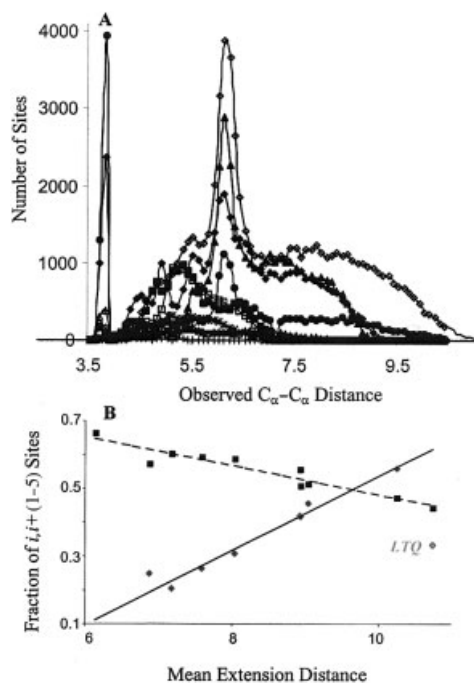 A
4000
3000
2000
1000
0
Number of Sites
3.5 5.5 7.5 9.5
Observed Cα-Cα Distance
B
0.7
0.5
0.3
0.1
Fraction of i,i+(1-5) Sites
LTQ
6 8 10
Mean Extension Distance